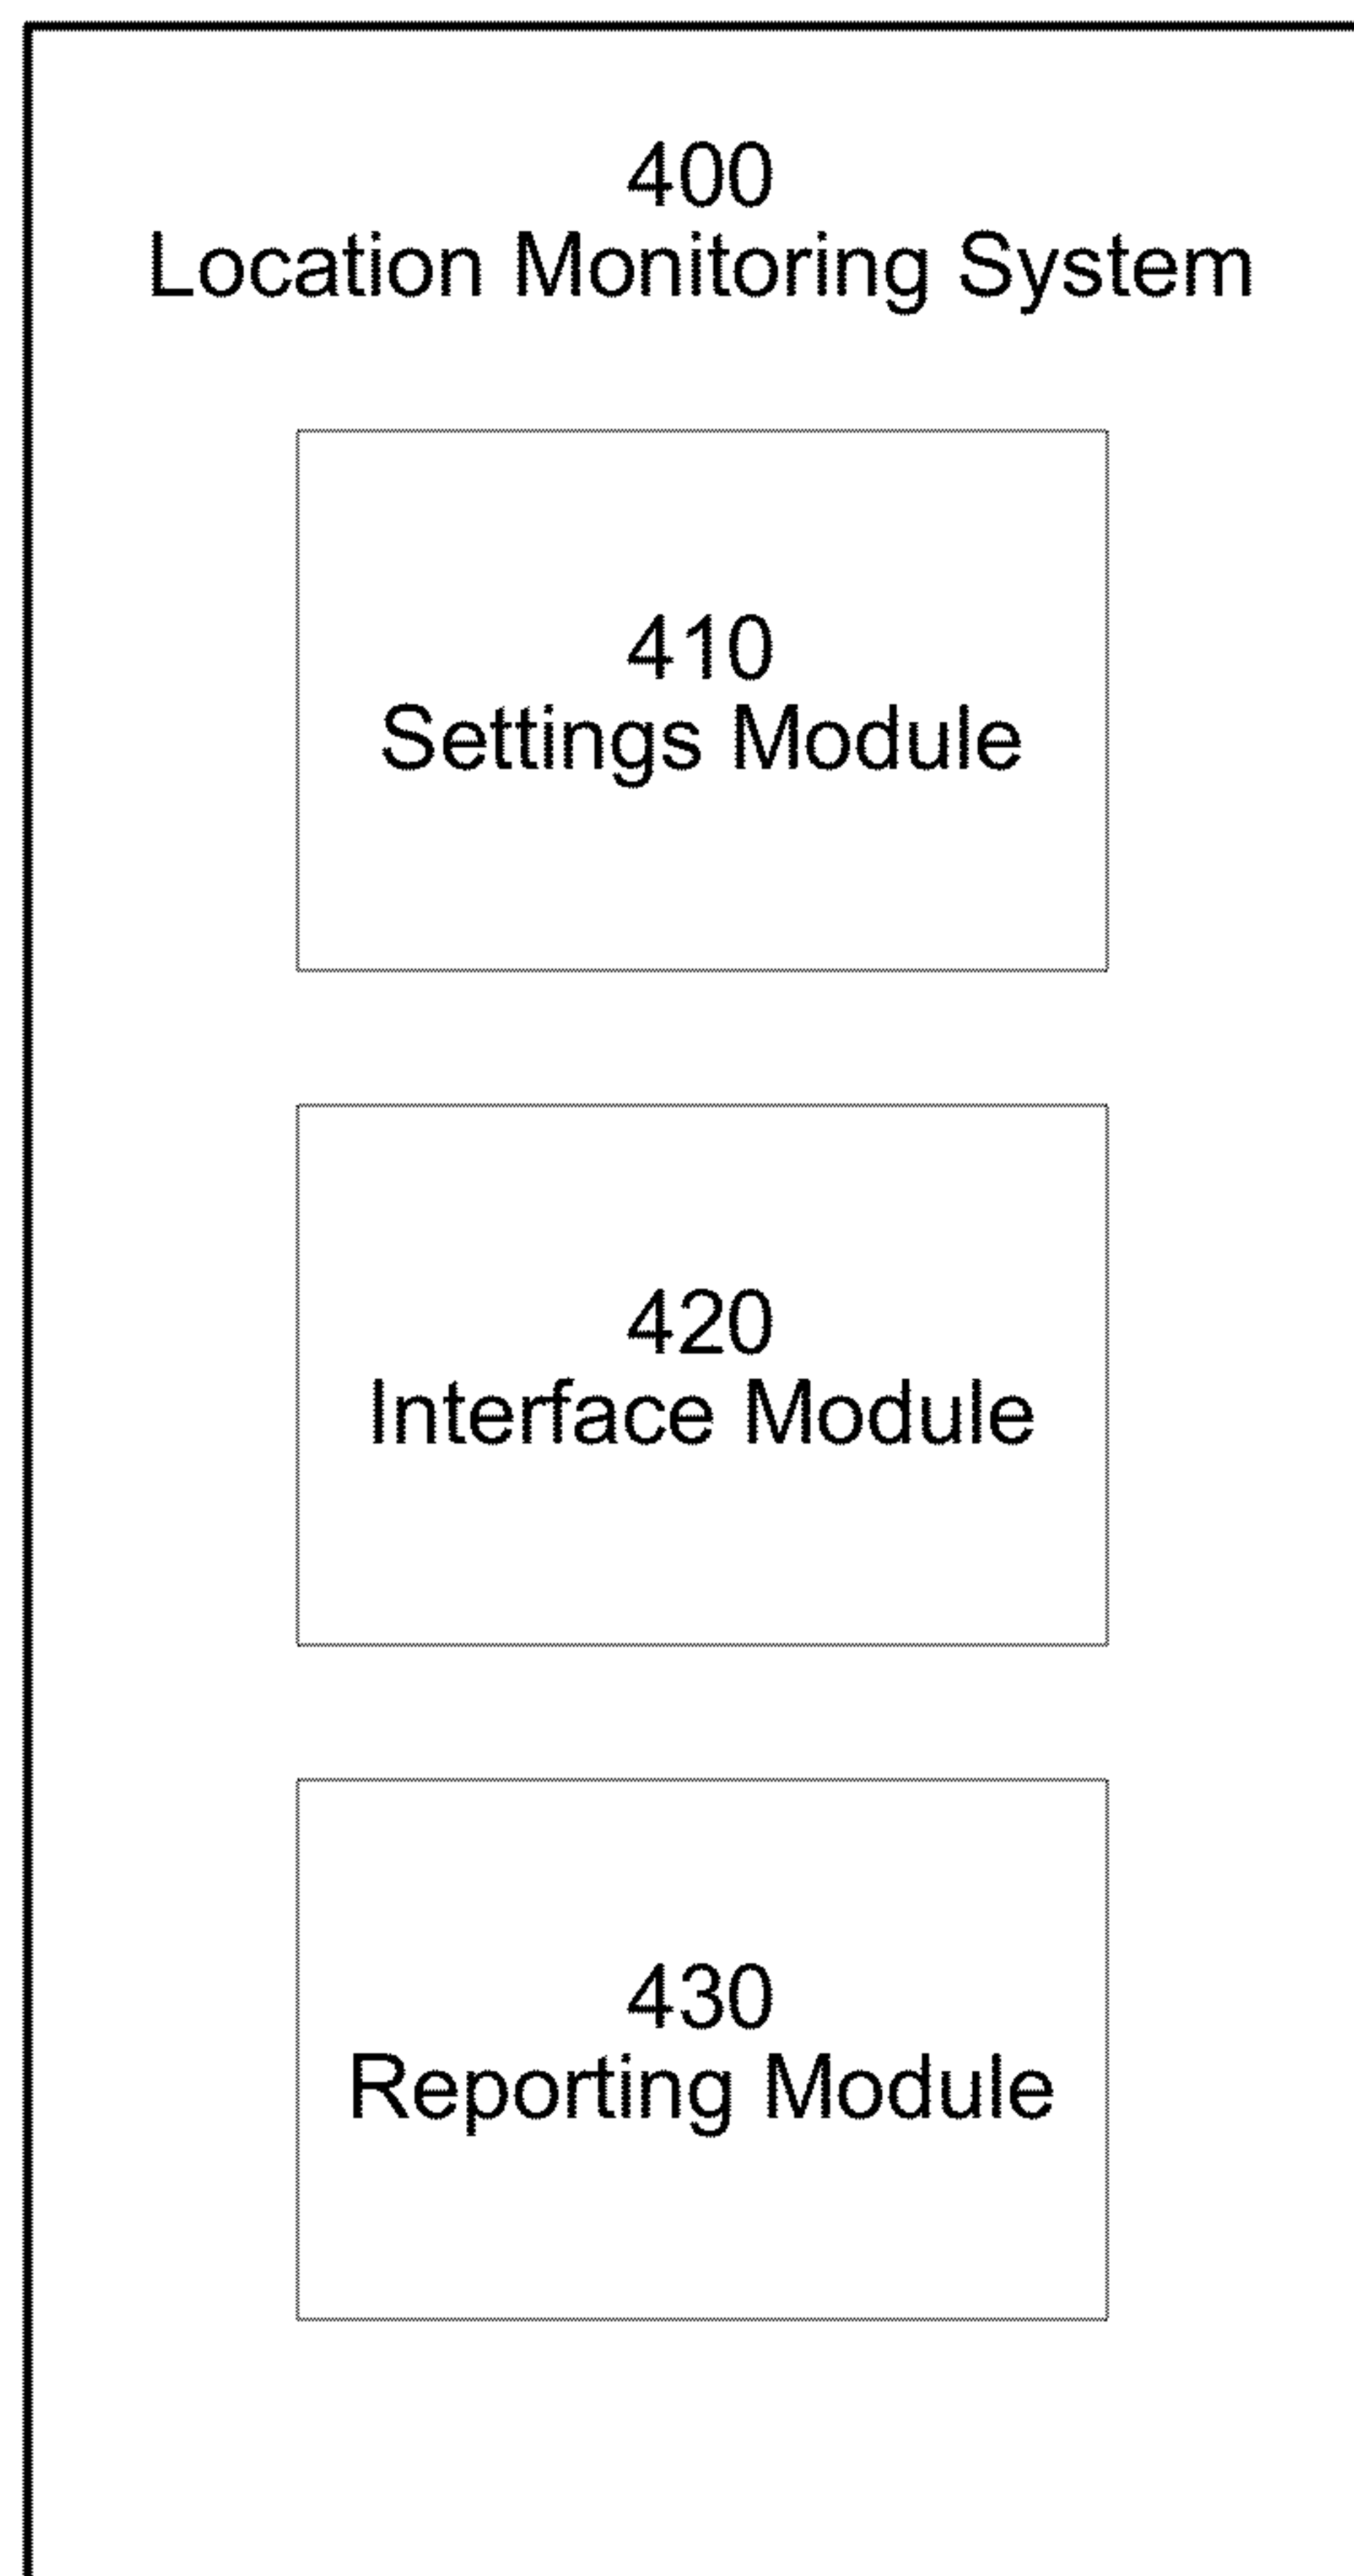 400
Location Monitoring System
410
Settings Module
420
Interface Module
430
Reporting Module